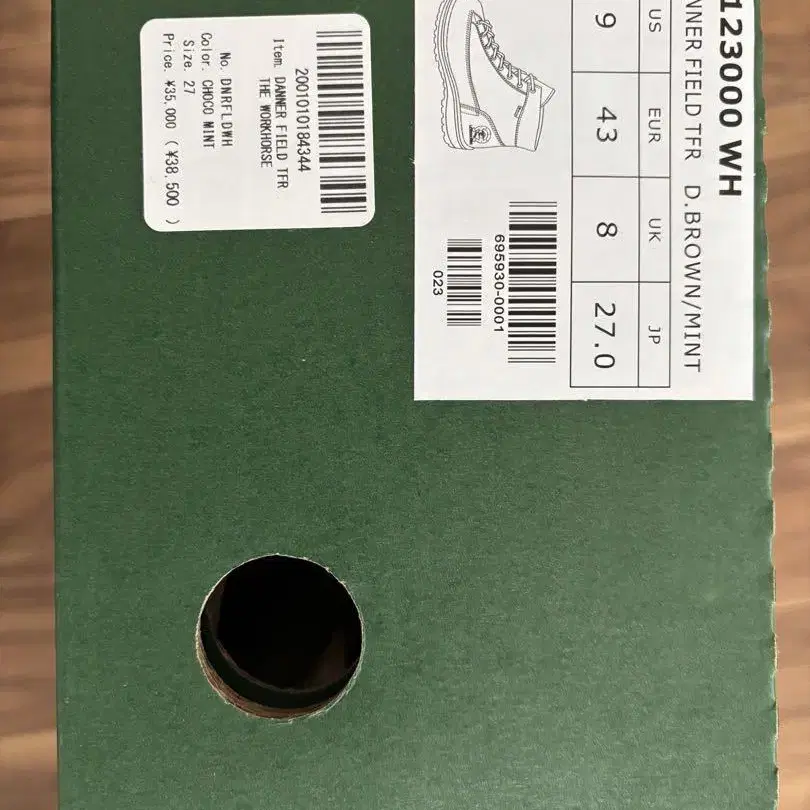 123000 WH
NNER FIELD TFR D.BROWN/MINT
US EUR UK JP
9 43 8 27.0
695930-0001
023
2001010184344
Item. DANNER FIELD TFR
THE WORKHORSE
No. DNRFLDWH
Color. CHOCO MINT
Size. 27
Price. ¥35,000 ( ¥38,500 )